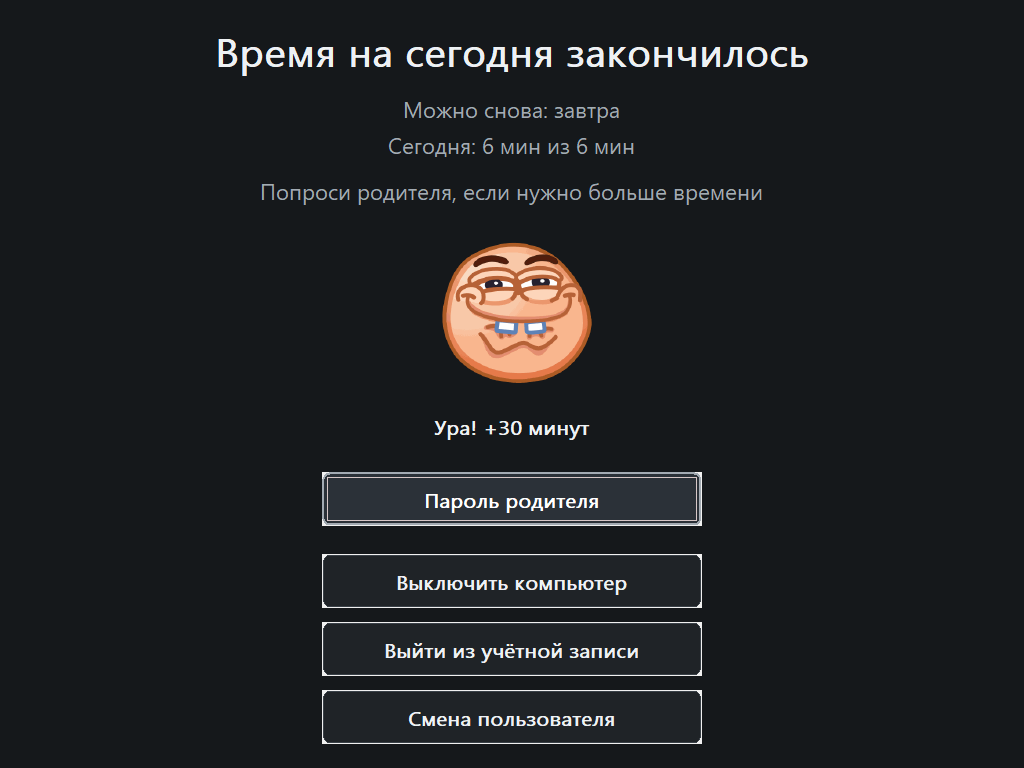 Время на сегодня закончилось
Можно снова: завтра
Сегодня: 6 мин из 6 мин
Попроси родителя, если нужно больше времени
Ура! +30 минут
Пароль родителя
Выключить компьютер
Выйти из учётной записи
Смена пользователя